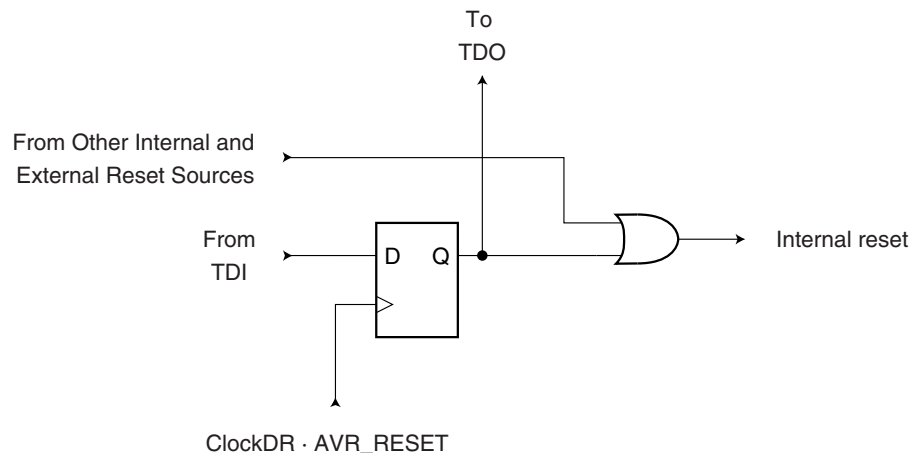 To
TDO
From Other Internal and
External Reset Sources
From
TDI
D Q
Internal reset
ClockDR · AVR_RESET